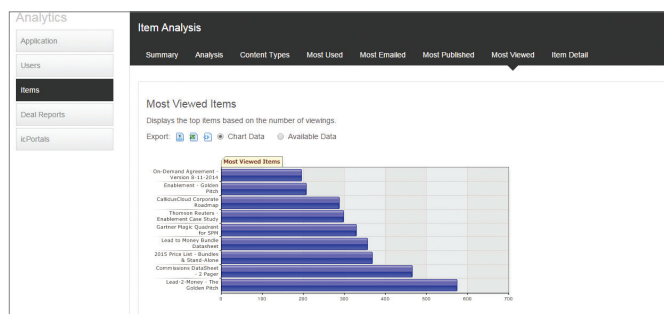 Analytics
Application
Users
Items
Deal Reports
icPortals
Item Analysis
Summary Analysis Content Types Most Used Most Emailed Most Published Most Viewed Item Detail
Most Viewed Items
Displays the top items based on the number of viewings.
Export: Chart Data Available Data
Most Viewed Items
On-Demand Agreement -
Version 8-11-2014
Enablement - Golden
Pitch
CallidusCloud Corporate
Roadmap
Thomson Reuters -
Enablement Case Study
Gartner Magic Quadrant
for SPM
Lead to Money Bundle
Datasheet
2015 Price List - Bundles
& Stand-Alone
Commissions DataSheet
- 2 Pager
Lead-2-Money - The
Golden Pitch
0 100 200 300 400 500 600 700